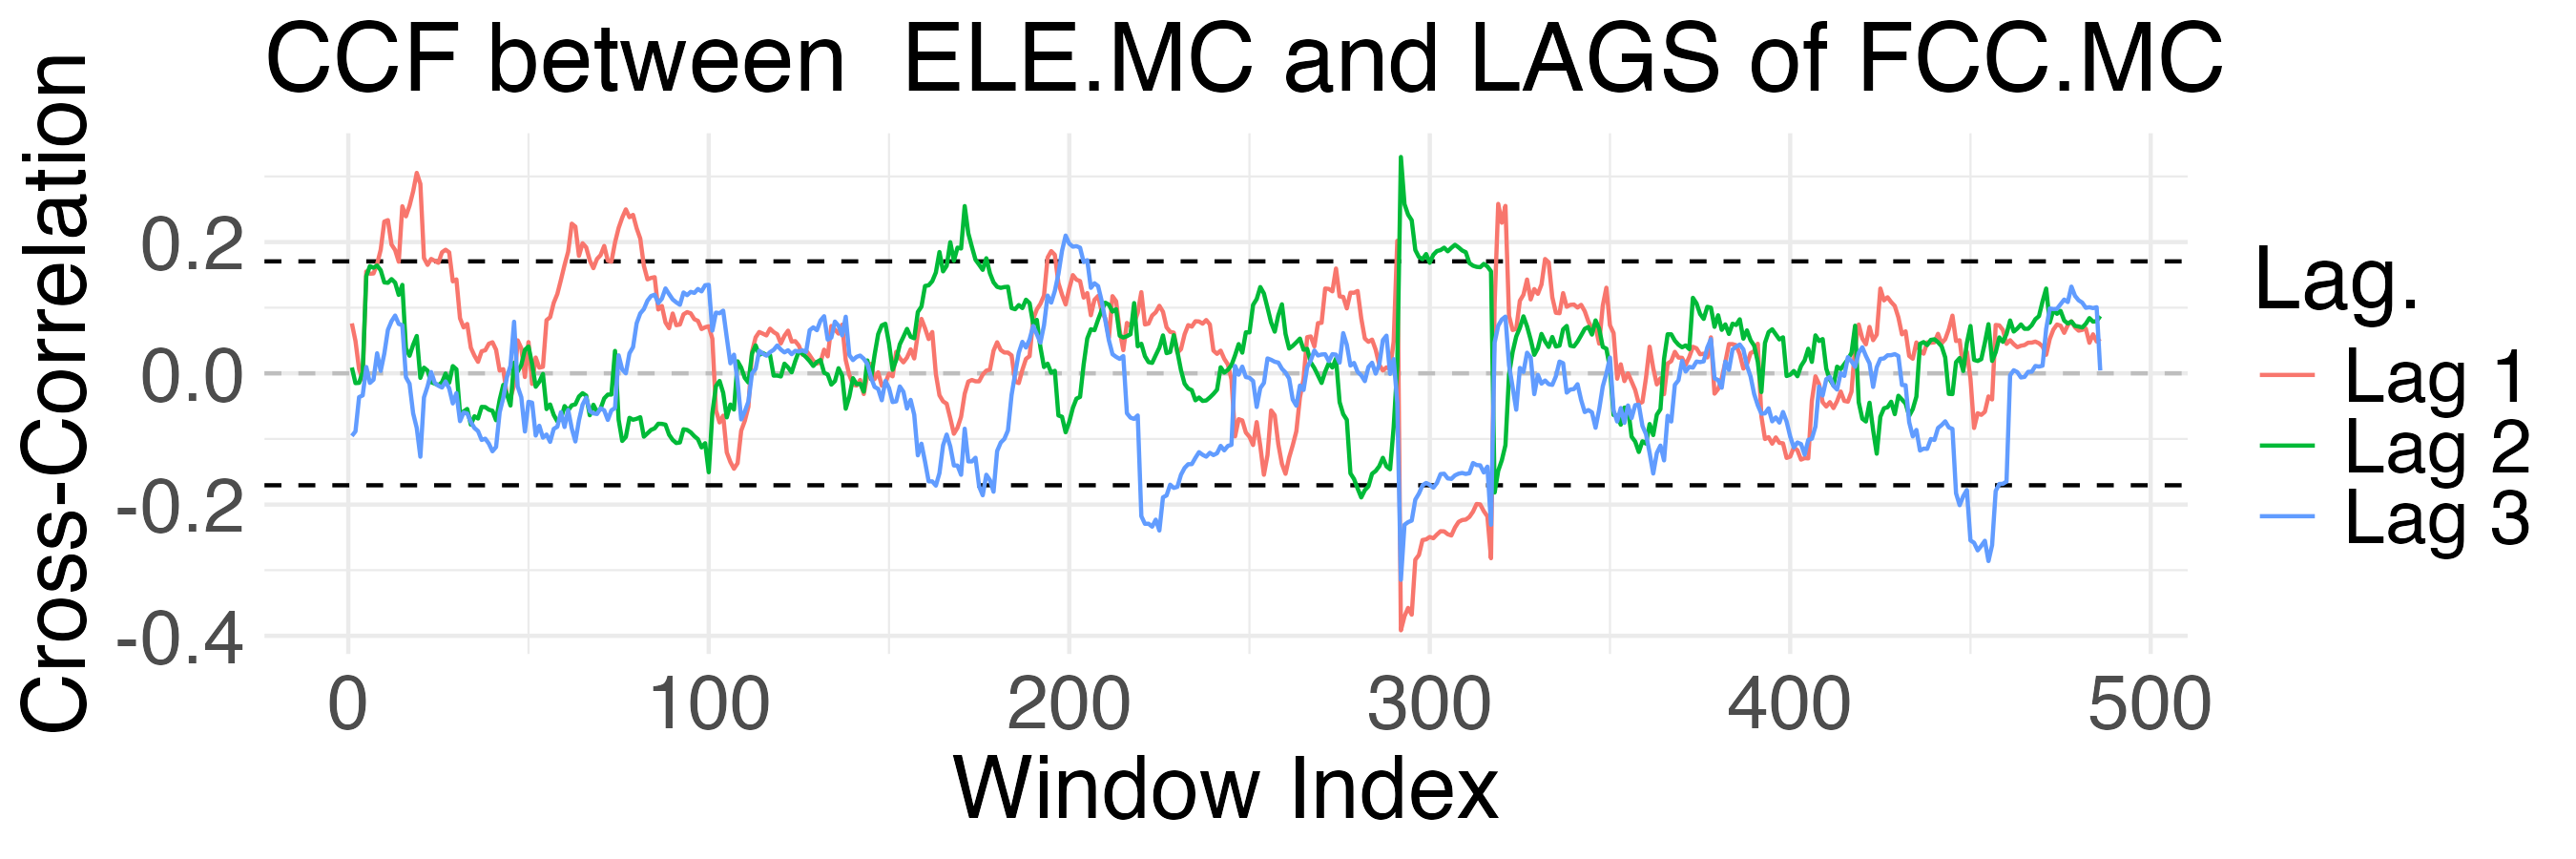 CCF between  ELE.MC and LAGS of FCC.MC
Cross-Correlation
0.2
0.0
-0.2
-0.4
0 100 200 300 400 500
Window Index
Lag.
Lag 1
Lag 2
Lag 3